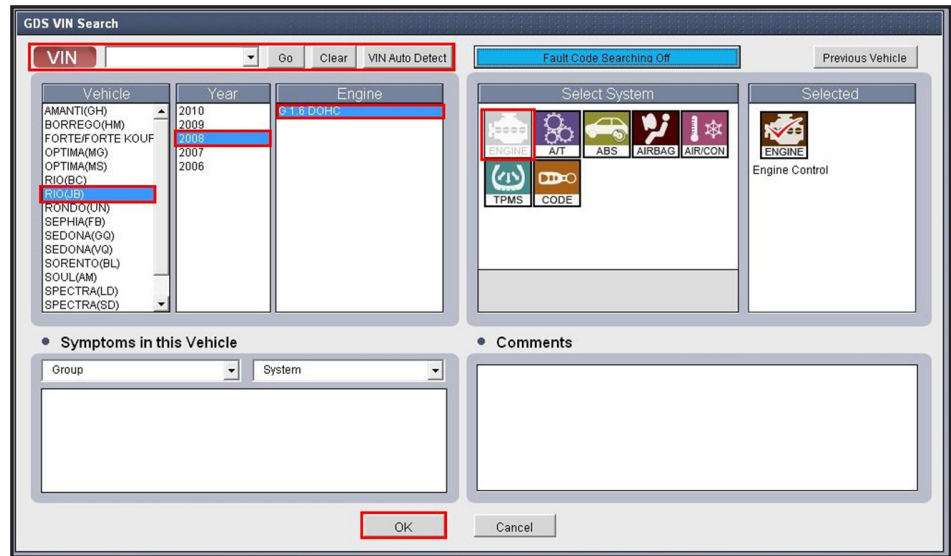 GDS VIN Search
VIN
Go
Clear
VIN Auto Detect
Fault Code Searching Off
Previous Vehicle
Vehicle
AMANTI(GH)
BORREGO(HM)
FORTE/FORTE KOUF
OPTIMA(MG)
OPTIMA(MS)
RIO(BC)
RIO(JB)
RONDO(UN)
SEPHIA(FB)
SEDONA(GQ)
SEDONA(VQ)
SORENTO(BL)
SOUL(AM)
SPECTRA(LD)
SPECTRA(SD)
Year
2010
2009
2008
2007
2006
Engine
G 1.6 DOHC
Select System
ENGINE
A/T
ABS
AIRBAG
AIR/CON
TPMS
CODE
Selected
ENGINE
Engine Control
Symptoms in this Vehicle
Group
System
Comments
OK
Cancel